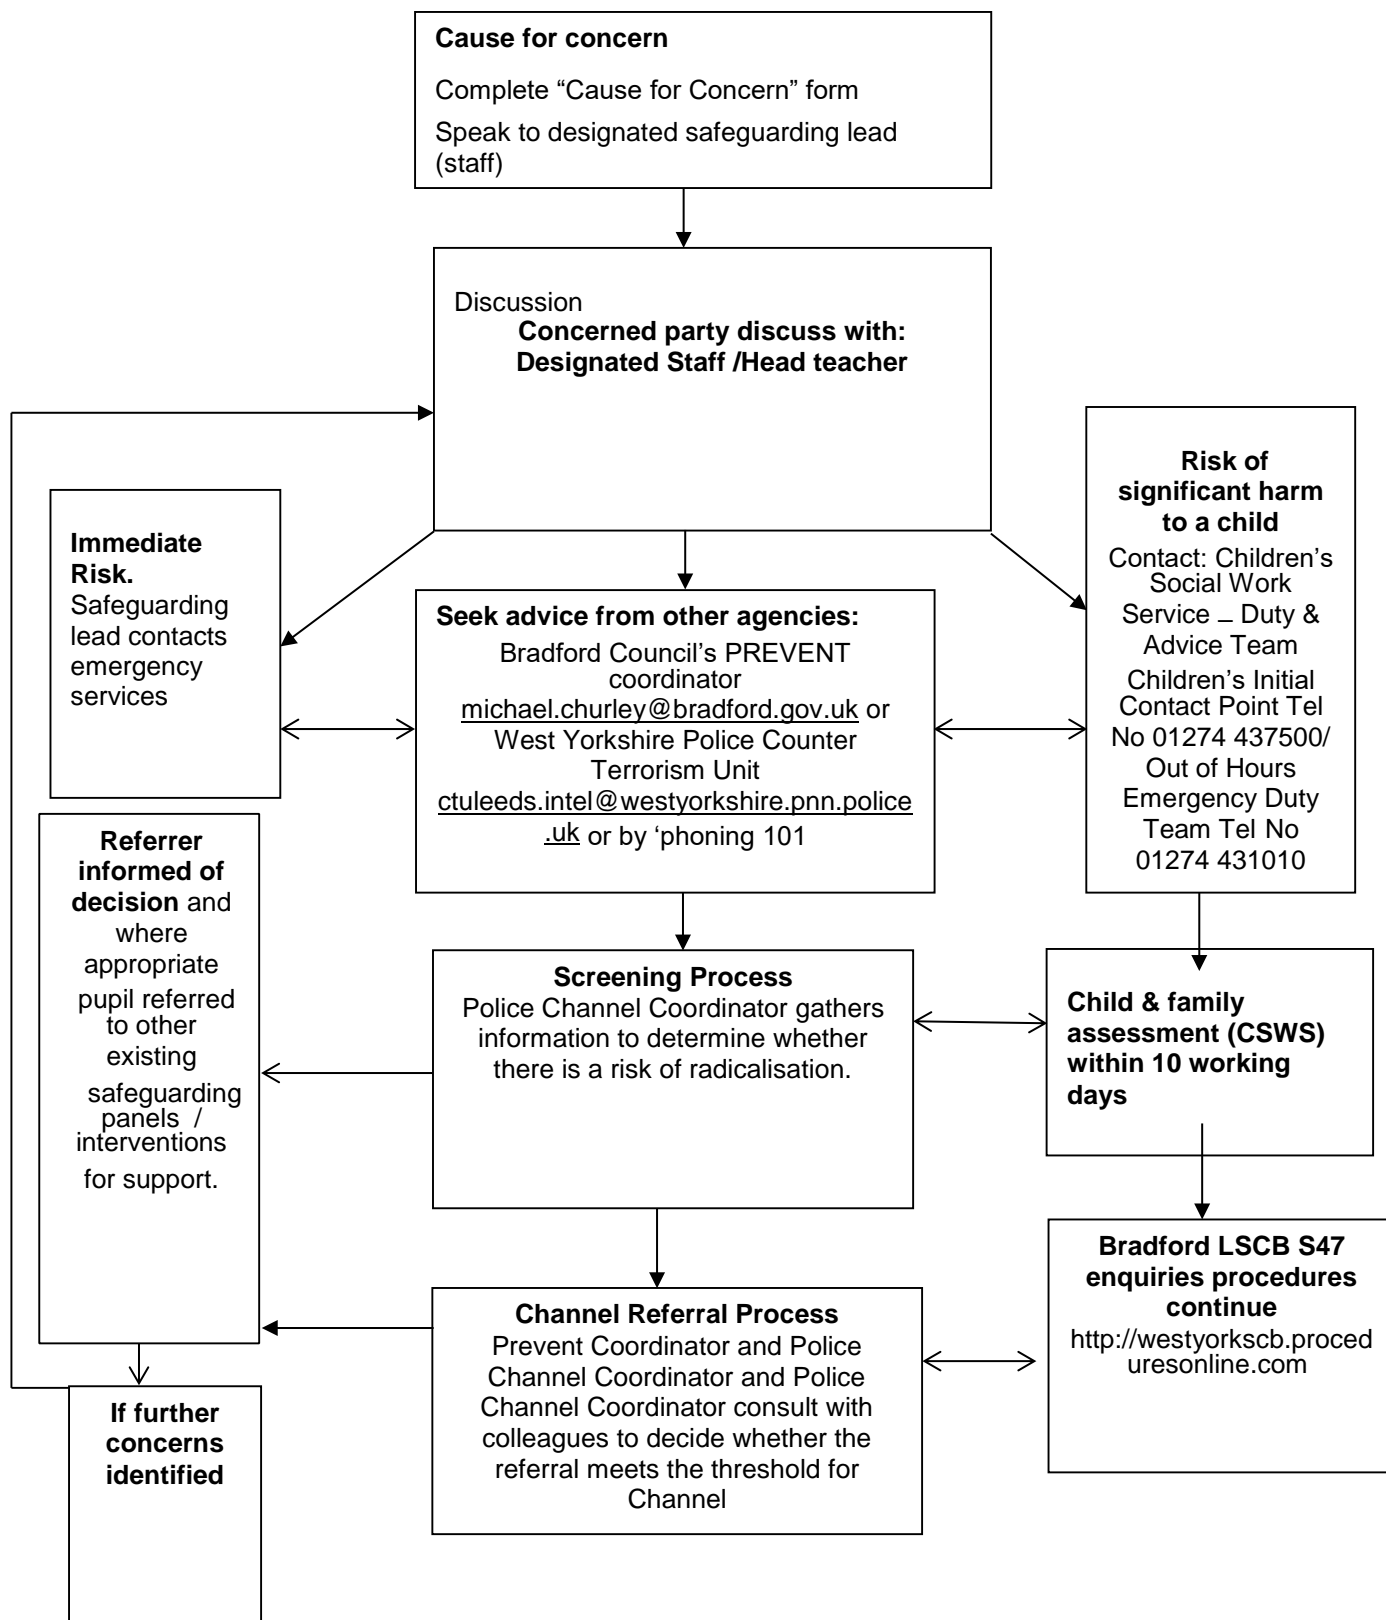 Cause for concern
Complete “Cause for Concern” form
Speak to designated safeguarding lead
(staff)
Discussion
Concerned party discuss with:
Designated Staff /Head teacher
Immediate
Risk.
Safeguarding
lead contacts
emergency
services
Seek advice from other agencies:
Bradford Council’s PREVENT
coordinator
michael.churley@bradford.gov.uk or
West Yorkshire Police Counter
Terrorism Unit
ctuleeds.intel@westyorkshire.pnn.police
.uk or by ‘phoning 101
Risk of
significant harm
to a child
Contact: Children’s
Social Work
Service – Duty &
Advice Team
Children’s Initial
Contact Point Tel
No 01274 437500/
Out of Hours
Emergency Duty
Team Tel No
01274 431010
Referrer
informed of
decision and
where
appropriate
pupil referred
to other
existing
safeguarding
panels /
interventions
for support.
Screening Process
Police Channel Coordinator gathers
information to determine whether
there is a risk of radicalisation.
Child & family
assessment (CSWS)
within 10 working
days
Channel Referral Process
Prevent Coordinator and Police
Channel Coordinator and Police
Channel Coordinator consult with
colleagues to decide whether the
referral meets the threshold for
Channel
Bradford LSCB S47
enquiries procedures
continue
http://westyorkscb.proced
uresonline.com
If further
concerns
identified